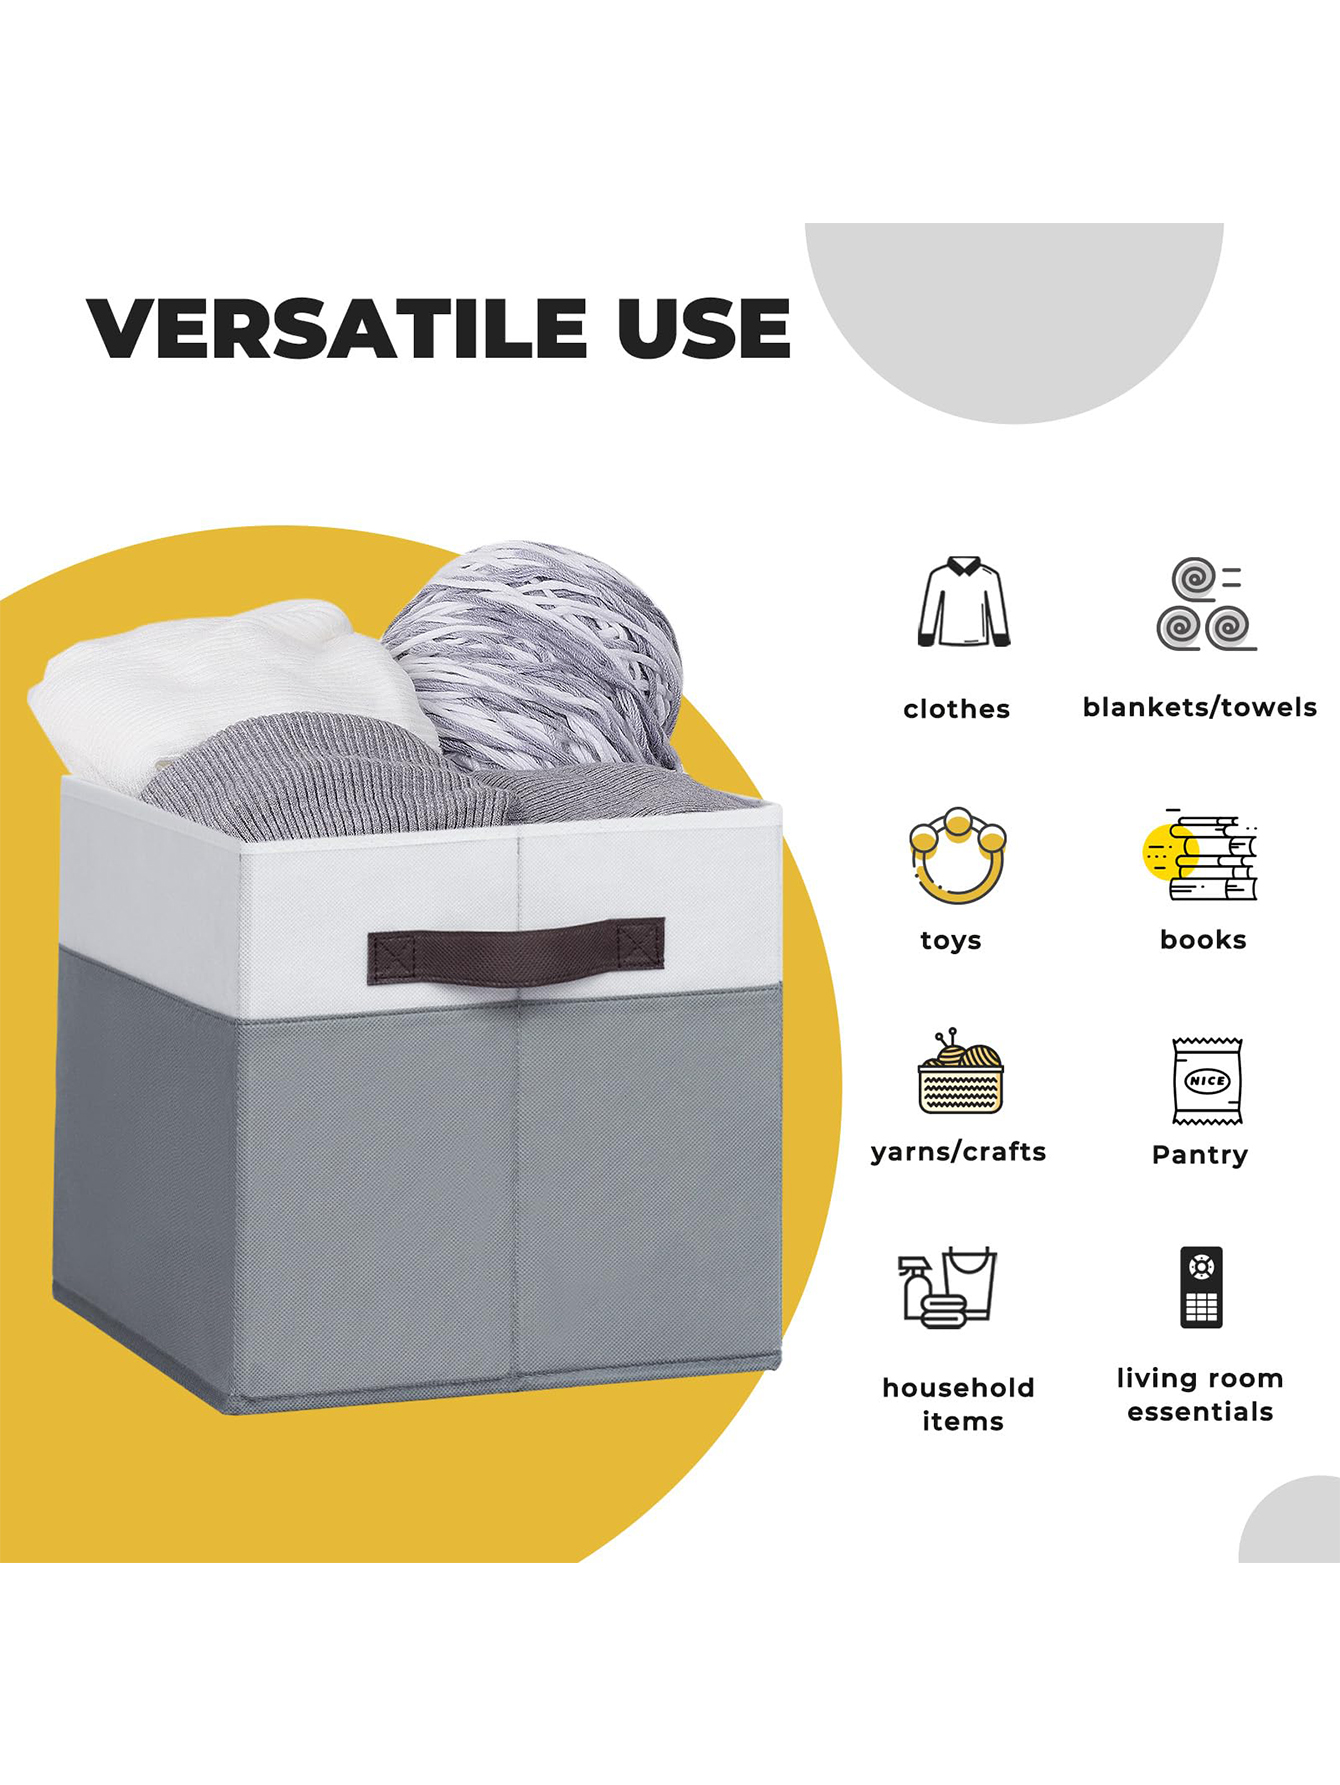 VERSATILE USE
clothes
blankets/towels
toys
books
yarns/crafts
NICE
Pantry
household
items
living room
essentials